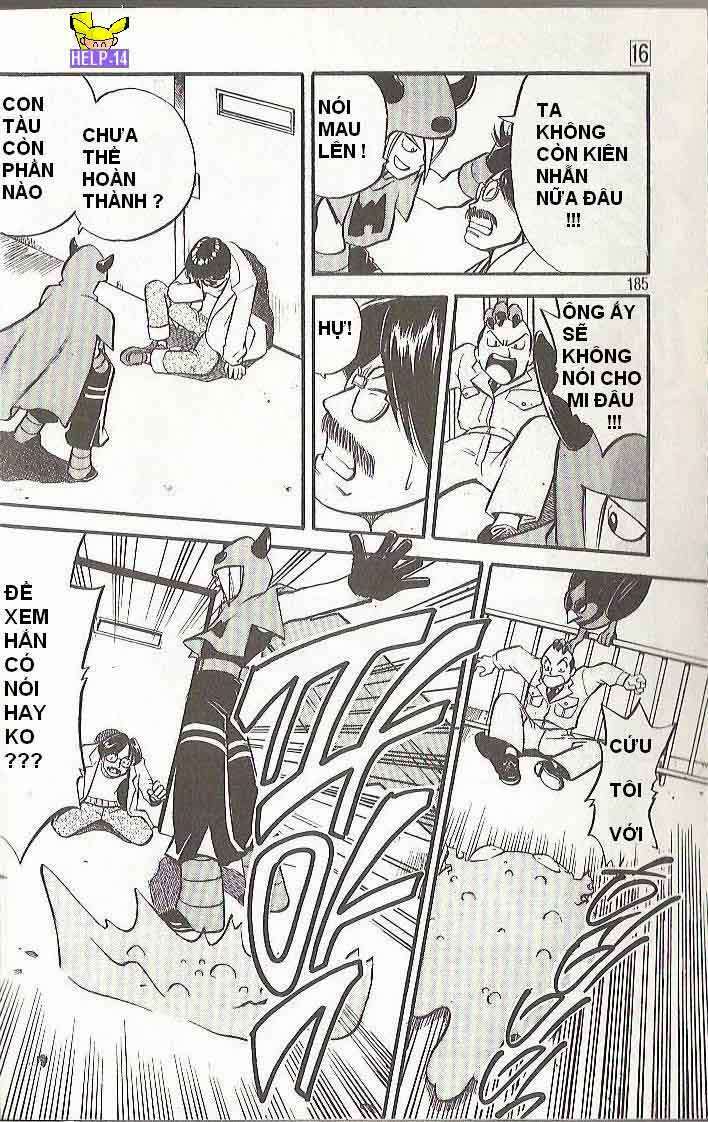 HELP-14
16
TA
KHÔNG
CÒN KIÊN
NHẪN
NỮA ĐÂU
!!!
NÓI
MAU
LÊN !
185
ÔNG ẤY
SẼ
KHÔNG
NÓI CHO
MI ĐÂU
!!!
HỰ!
CON
TÀU
CÒN
PHẦN
NÀO
CHƯA
THỂ
HOÀN
THÀNH ?
CỨU
TÔI
VỚI
ĐỂ
XEM
HẮN
CÓ
NÓI
HAY
KO
???